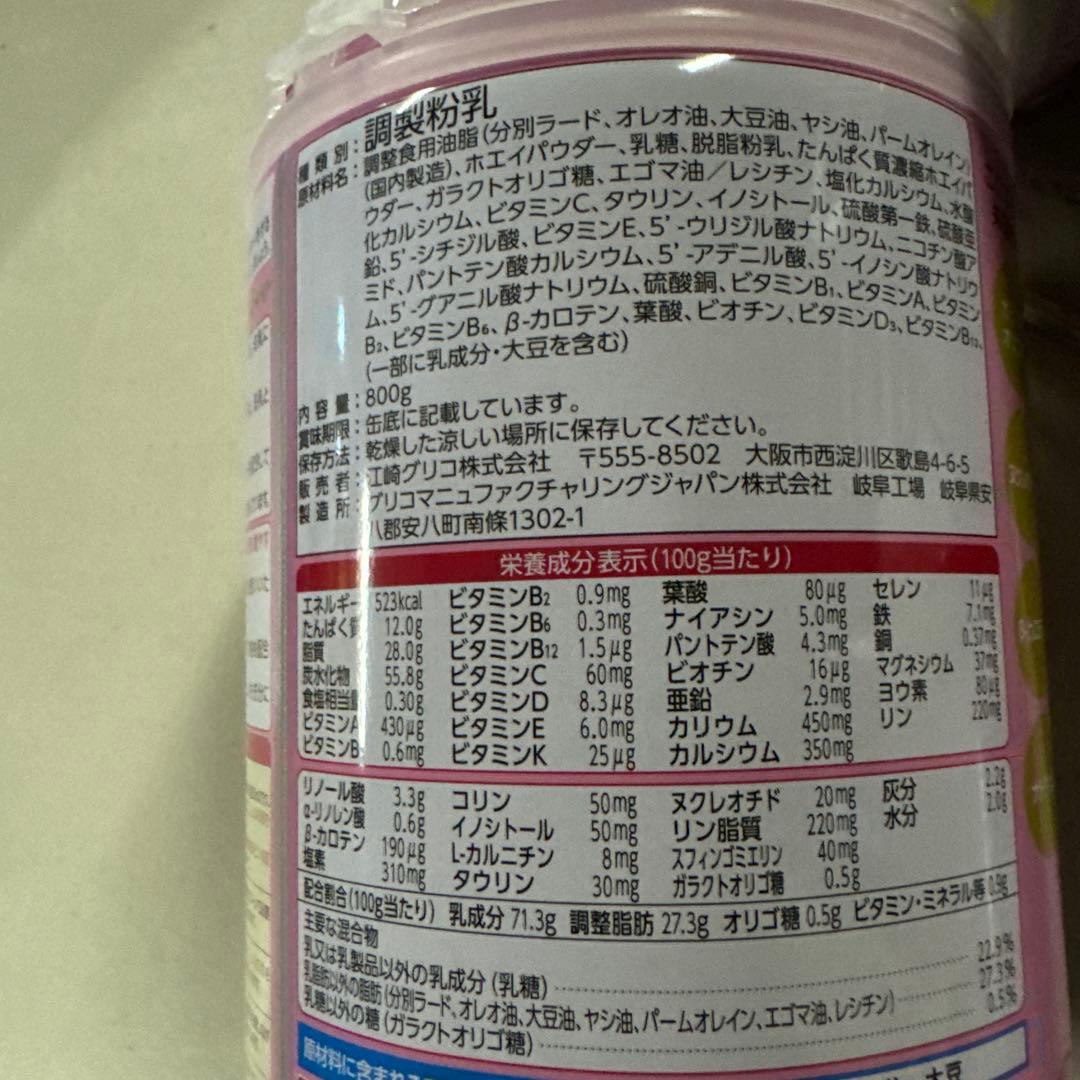 種類別：調製粉乳
原材料名：調整食用油脂(分別ラード、オレオ油、大豆油、ヤシ油、パームオレイン)
(国内製造)、ホエイパウダー、乳糖、脱脂粉乳、たんぱく質濃縮ホエイパ
ウダー、ガラクトオリゴ糖、エゴマ油／レシチン、塩化カルシウム、水酸
化カルシウム、ビタミンC、タウリン、イノシトール、硫酸第一鉄、硫酸亜
鉛、5’-シチジル酸、ビタミンE、5’-ウリジル酸ナトリウム、ニコチン酸ア
ミド、パントテン酸カルシウム、5’-アデニル酸、5’-イノシン酸ナトリウ
ム、5’-グアニル酸ナトリウム、硫酸銅、ビタミンB₁、ビタミンA、ビタミン
B₂、ビタミンB₆、β-カロテン、葉酸、ビオチン、ビタミンD₃、ビタミンB₁₂、
(一部に乳成分・大豆を含む)
内容量：800g
賞味期限：缶底に記載しています。
保存方法：乾燥した涼しい場所に保存してください。
販売者：江崎グリコ株式会社 〒555-8502 大阪市西淀川区歌島4-6-5
製造所：グリコマニュファクチャリングジャパン株式会社 岐阜工場 岐阜県安
八郡安八町南條1302-1
栄養成分表示(100g当たり)
エネルギー 523kcal ビタミンB₂ 0.9mg 葉酸 80μg セレン 11μg
たんぱく質 12.0g ビタミンB₆ 0.3mg ナイアシン 5.0mg 鉄 7.1mg
脂質 28.0g ビタミンB₁₂ 1.5μg パントテン酸 4.3mg 銅 0.37mg
炭水化物 55.8g ビタミンC 60mg ビオチン 16μg マグネシウム 37mg
食塩相当量 0.30g ビタミンD 8.3μg 亜鉛 2.9mg ヨウ素 80μg
ビタミンA 430μg ビタミンE 6.0mg カリウム 450mg リン 220mg
ビタミンB 0.6mg ビタミンK 25μg カルシウム 350mg
リノール酸 3.3g コリン 50mg ヌクレオチド 20mg 灰分 2.2g
α-リノレン酸 0.6g イノシトール 50mg リン脂質 220mg 水分 2.0g
β-カロテン 190μg L-カルニチン 8mg スフィンゴミエリン 40mg
塩素 310mg タウリン 30mg ガラクトオリゴ糖 0.5g
配合割合(100g当たり) 乳成分 71.3g 調整脂肪 27.3g オリゴ糖 0.5g ビタミン・ミネラル等 0.9g
主要な混合物
乳又は乳製品以外の乳成分(乳糖) 22.9%
乳脂肪以外の脂肪(分別ラード、オレオ油、大豆油、ヤシ油、パームオレイン、エゴマ油、レシチン) 27.3%
乳糖以外の糖(ガラクトオリゴ糖) 0.5%
原材料に含まれる
大豆